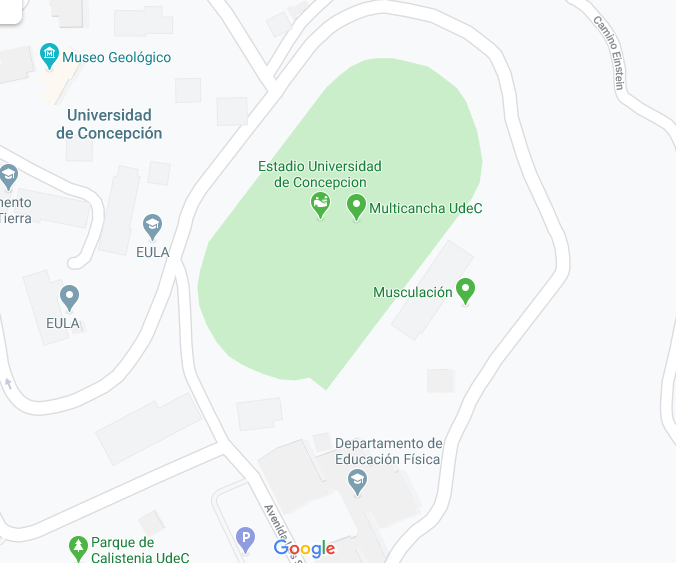 Camino Einstein
Museo Geológico
Universidad
de Concepción
Estadio Universidad
de Concepcion
Multicancha UdeC
mento
Tierra
EULA
Musculación
EULA
Departamento de
Educación Física
Avenida
P
Google
Parque de
Calistenia UdeC